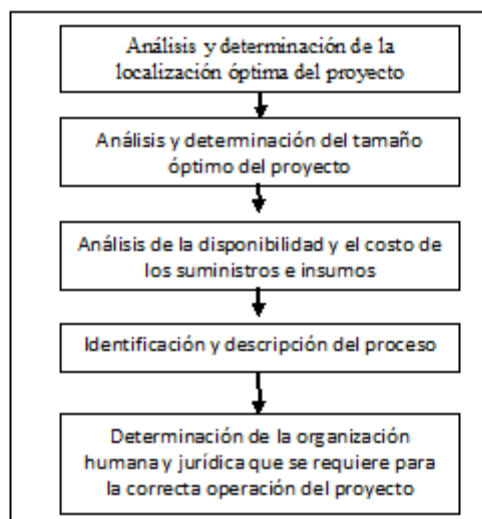 Análisis y determinación de la
localización óptima del proyecto
Análisis y determinación del tamaño
óptimo del proyecto
Análisis de la disponibilidad y el costo de
los suministros e insumos
Identificación y descripción del proceso
Determinación de la organización
humana y jurídica que se requiere para
la correcta operación del proyecto